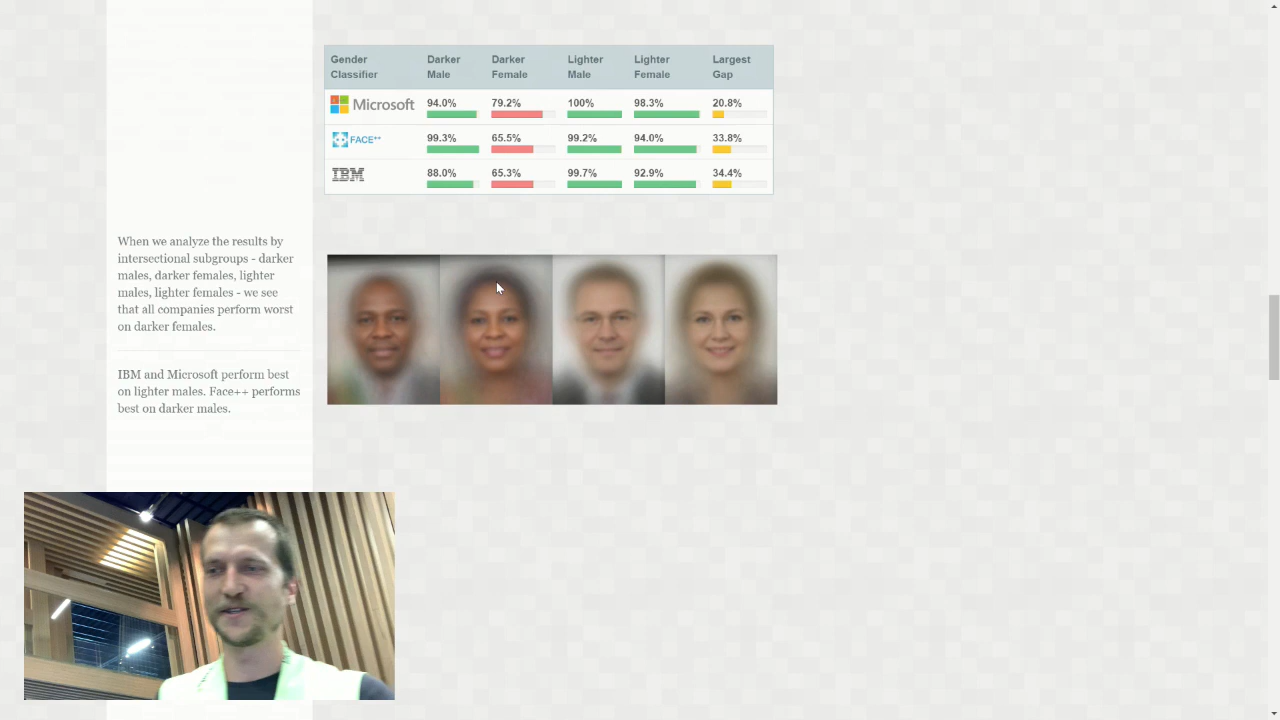 Gender Classifier Darker Male Darker Female Lighter Male Lighter Female Largest Gap
Microsoft 94.0% 79.2% 100% 98.3% 20.8%
FACE++ 99.3% 65.5% 99.2% 94.0% 33.8%
IBM 88.0% 65.3% 99.7% 92.9% 34.4%
When we analyze the results by
intersectional subgroups - darker
males, darker females, lighter
males, lighter females - we see
that all companies perform worst
on darker females.
IBM and Microsoft perform best
on lighter males. Face++ performs
best on darker males.